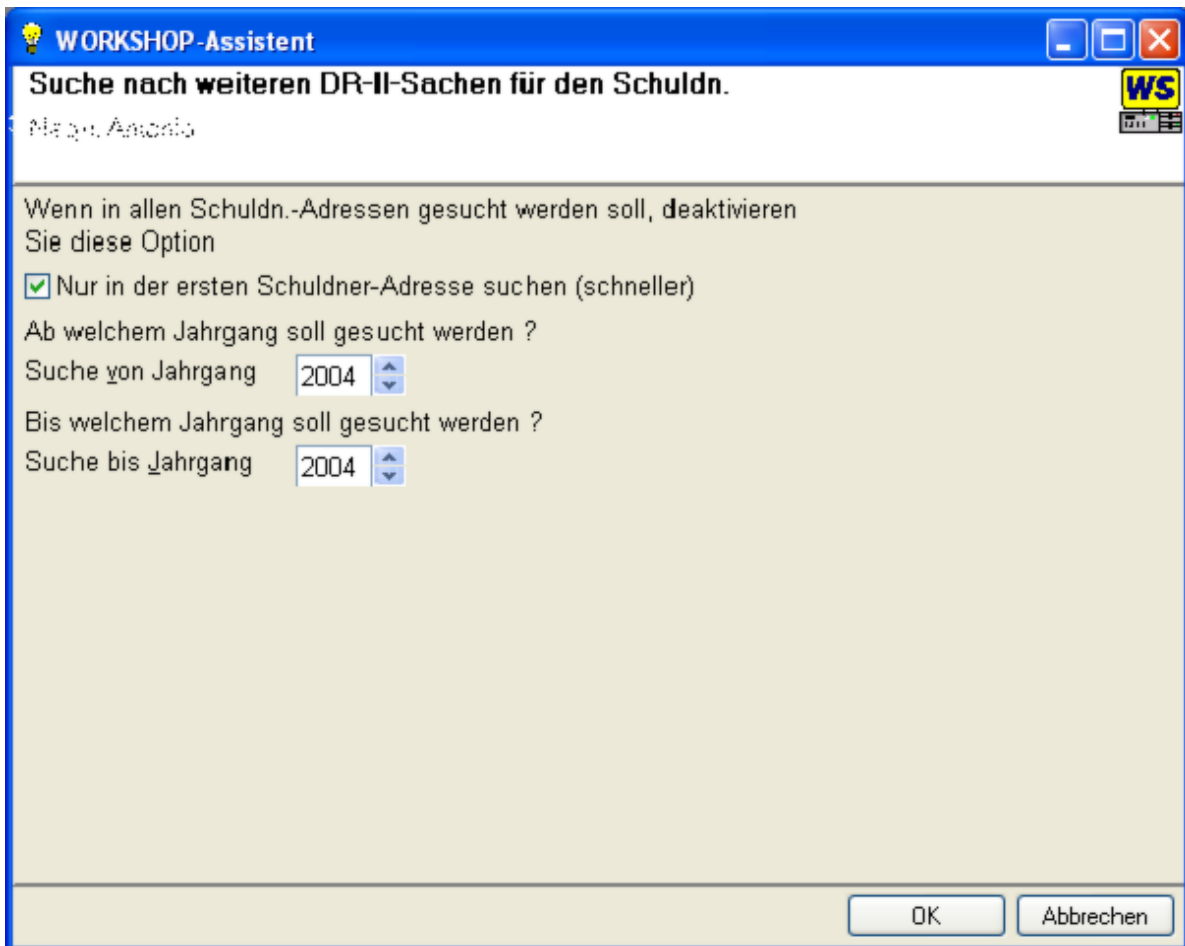 WORKSHOP-Assistent
Suche nach weiteren DR-II-Sachen für den Schuldn.
WS
Wenn in allen Schuldn.-Adressen gesucht werden soll, deaktivieren
Sie diese Option
Nur in der ersten Schuldner-Adresse suchen (schneller)
Ab welchem Jahrgang soll gesucht werden ?
Suche von Jahrgang 2004
Bis welchem Jahrgang soll gesucht werden ?
Suche bis Jahrgang 2004
OK Abbrechen